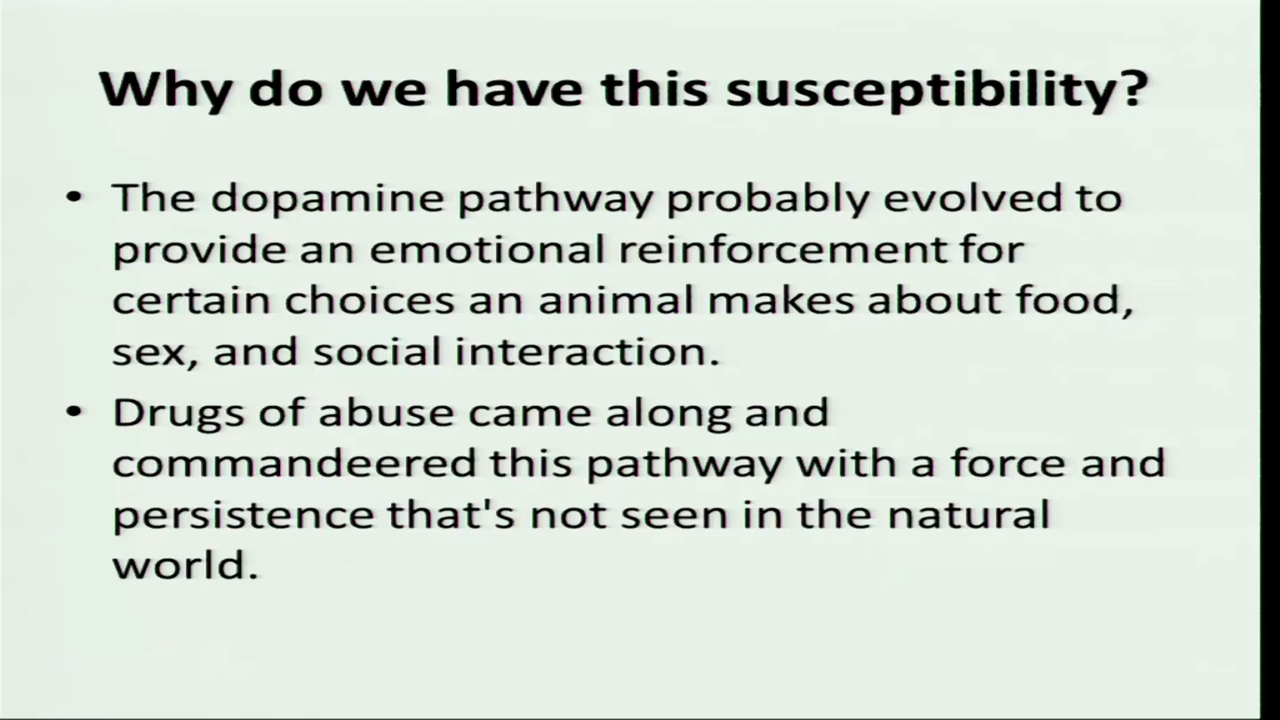 Why do we have this susceptibility?
• The dopamine pathway probably evolved to
provide an emotional reinforcement for
certain choices an animal makes about food,
sex, and social interaction.
• Drugs of abuse came along and
commandeered this pathway with a force and
persistence that's not seen in the natural
world.